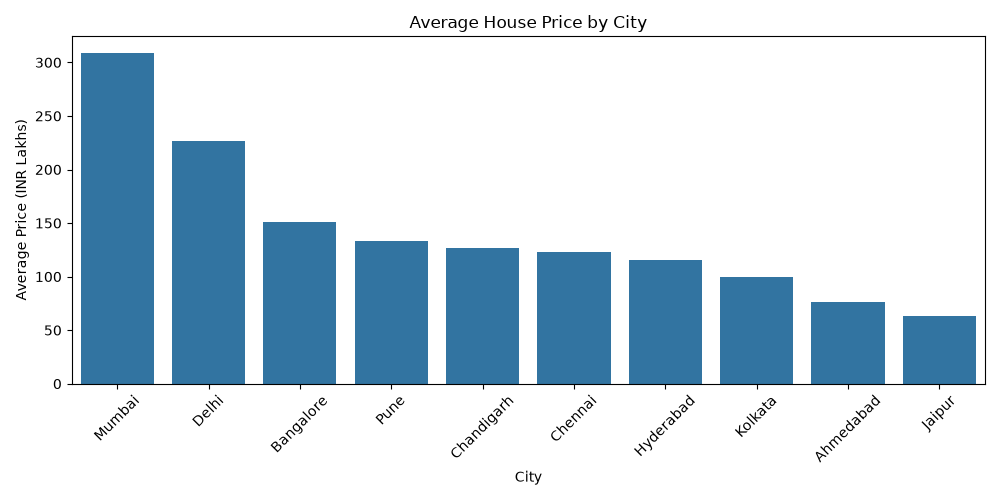 Average House Price by City
Average Price (INR Lakhs)
300
250
200
150
100
50
0
Mumbai
Delhi
Bangalore
Pune
Chandigarh
Chennai
Hyderabad
Kolkata
Ahmedabad
Jaipur
City